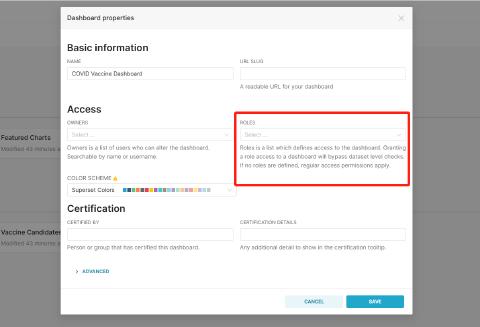 Dashboard properties
Basic information
NAME
URL SLUG
COVID Vaccine Dashboard
A readable URL for your dashboard
Access
OWNERS
ROLES
Select ...
Select ...
Owners is a list of users who can alter the dashboard.
Searchable by name or username.
Roles is a list which defines access to the dashboard. Granting
a role access to a dashboard will bypass dataset level checks.
If no roles are defined, regular access permissions apply.
COLOR SCHEME
Superset Colors
Certification
CERTIFIED BY
CERTIFICATION DETAILS
Person or group that has certified this dashboard.
Any additional detail to show in the certification tooltip.
ADVANCED
CANCEL
SAVE
Featured Charts
Modified 43 minutes a
Vaccine Candidates
Modified 43 minutes a